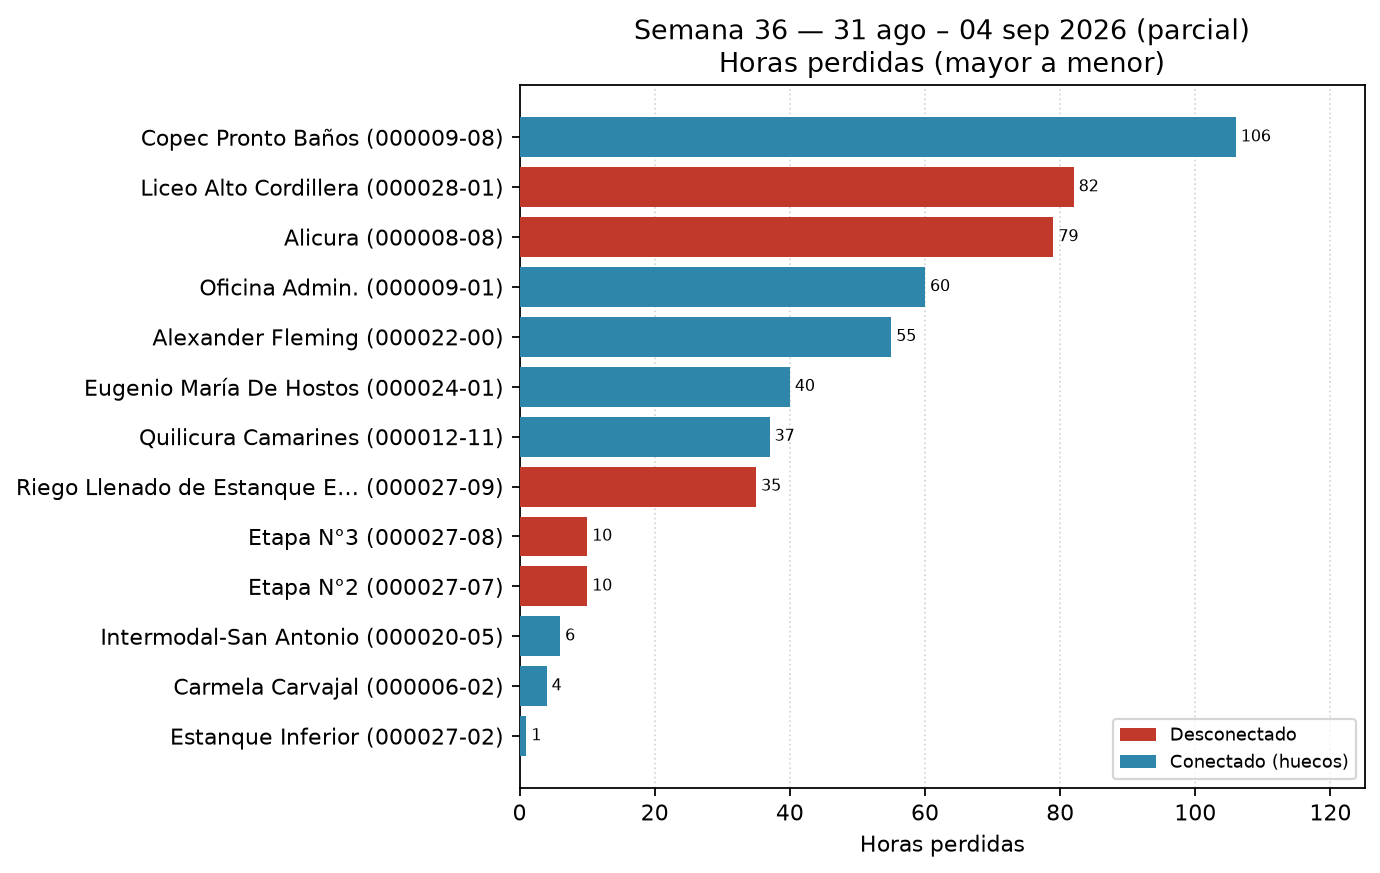 Semana 36 — 31 ago – 04 sep 2026 (parcial)
Horas perdidas (mayor a menor)
Copec Pronto Baños (000009-08) 106
Liceo Alto Cordillera (000028-01) 82
Alicura (000008-08) 79
Oficina Admin. (000009-01) 60
Alexander Fleming (000022-00) 55
Eugenio María De Hostos (000024-01) 40
Quilicura Camarines (000012-11) 37
Riego Llenado de Estanque E... (000027-09) 35
Etapa N°3 (000027-08) 10
Etapa N°2 (000027-07) 10
Intermodal-San Antonio (000020-05) 6
Carmela Carvajal (000006-02) 4
Estanque Inferior (000027-02) 1
Desconectado
Conectado (huecos)
0 20 40 60 80 100 120
Horas perdidas